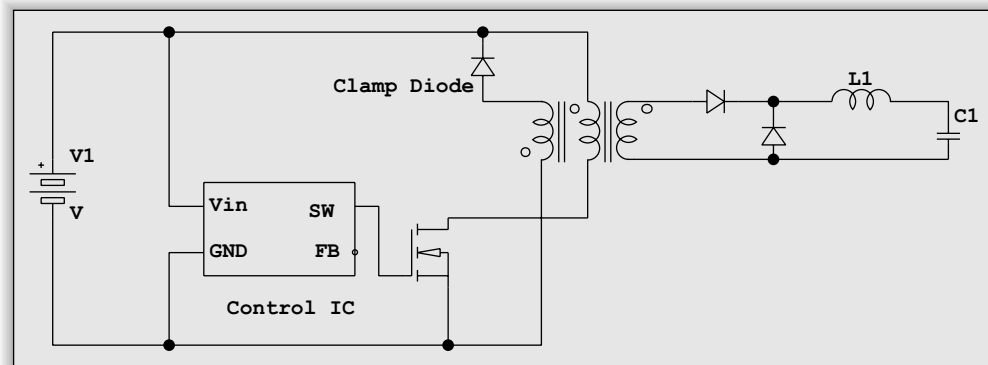 Clamp Diode
L1
C1
V1
+
V
Vin
SW
GND
FB
Control IC